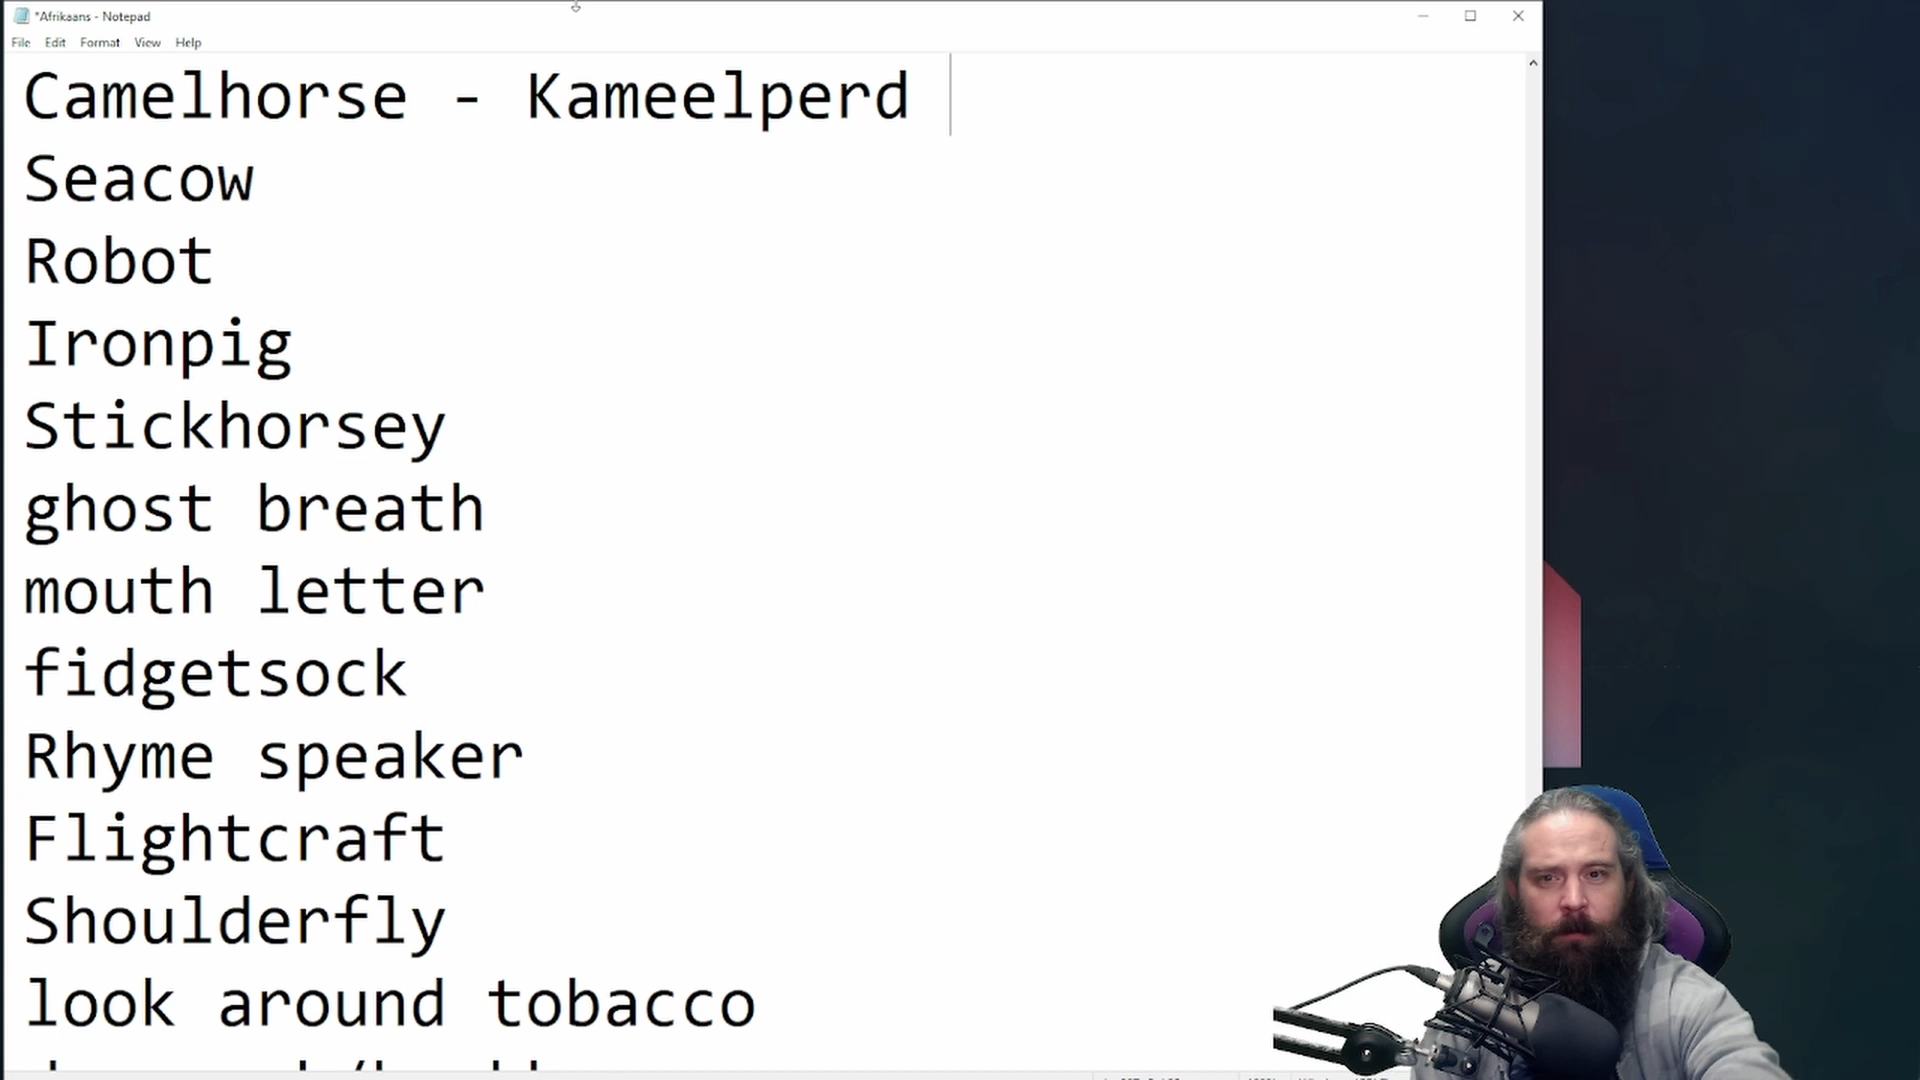 *Afrikaans - Notepad
File Edit Format View Help
Camelhorse - Kameelperd
Seacow
Robot
Ironpig
Stickhorsey
ghost breath
mouth letter
fidgetsock
Rhyme speaker
Flightcraft
Shoulderfly
look around tobacco